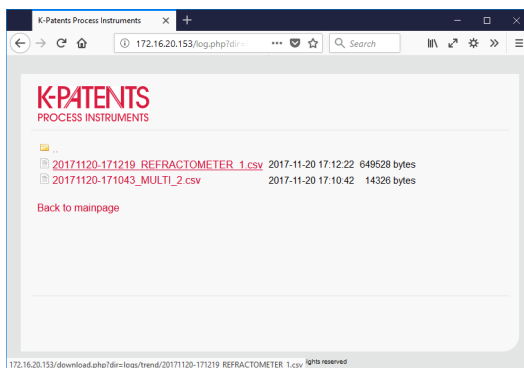 K-Patents Process Instruments
172.16.20.153/log.php?dir=
Search
K-PATENTS
PROCESS INSTRUMENTS
..
20171120-171219_REFRACTOMETER_1.csv 2017-11-20 17:12:22 649528 bytes
20171120-171043_MULTI_2.csv 2017-11-20 17:10:42 14326 bytes
Back to mainpage
172.16.20.153/download.php?dir=logs/trend/20171120-171219_REFRACTOMETER_1.csv ights reserved